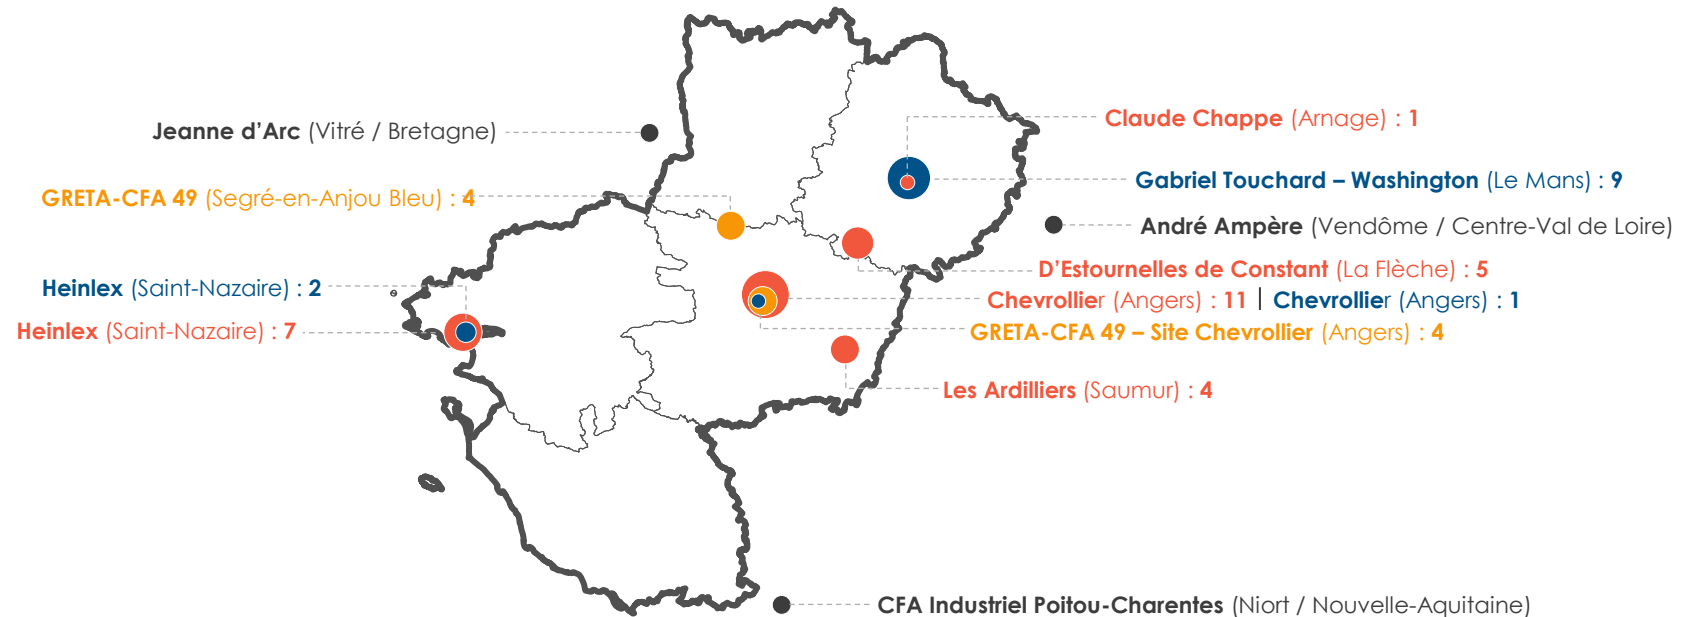 Claude Chappe (Arnage) : 1
Jeanne d'Arc (Vitré / Bretagne)
Gabriel Touchard – Washington (Le Mans) : 9
GRETA-CFA 49 (Segré-en-Anjou Bleu) : 4
André Ampère (Vendôme / Centre-Val de Loire)
D'Estournelles de Constant (La Flèche) : 5
Heinlex (Saint-Nazaire) : 2
Chevrollier (Angers) : 11 | Chevrollier (Angers) : 1
Heinlex (Saint-Nazaire) : 7
GRETA-CFA 49 – Site Chevrollier (Angers) : 4
Les Ardilliers (Saumur) : 4
CFA Industriel Poitou-Charentes (Niort / Nouvelle-Aquitaine)